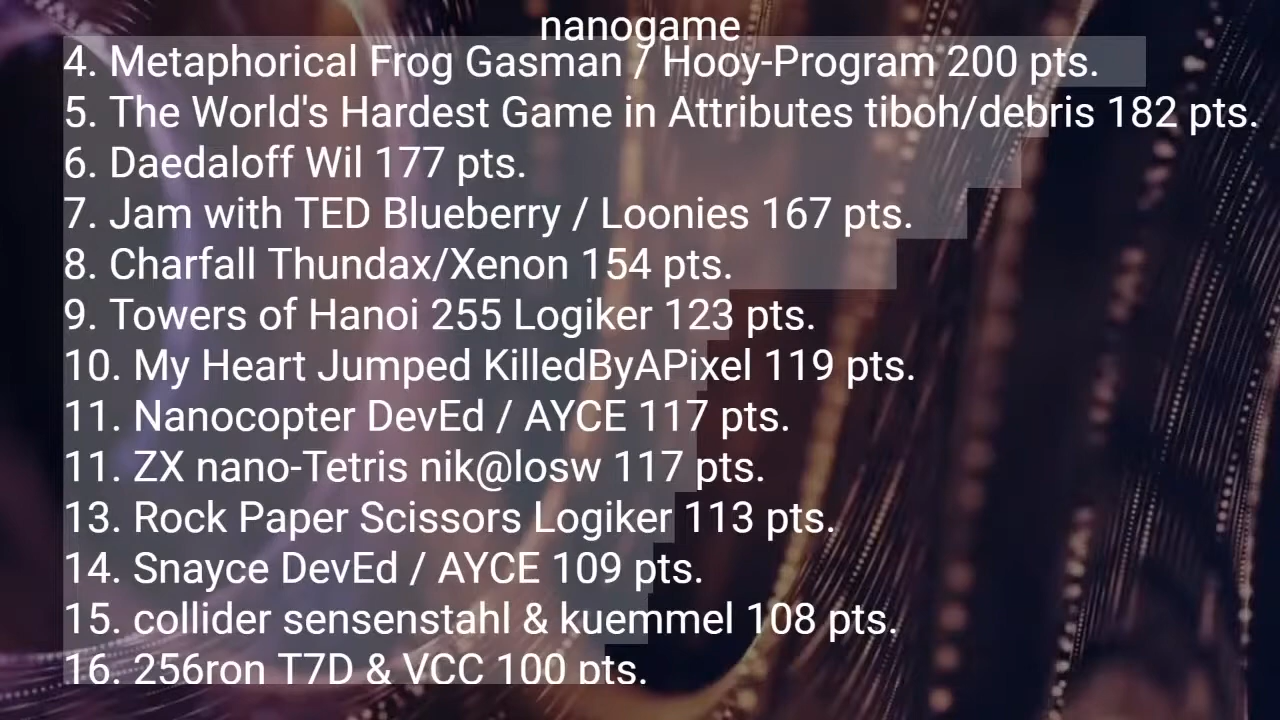 nanogame
4. Metaphorical Frog Gasman / Hooy-Program 200 pts.
5. The World's Hardest Game in Attributes tiboh/debris 182 pts.
6. Daedaloff Wil 177 pts.
7. Jam with TED Blueberry / Loonies 167 pts.
8. Charfall Thundax/Xenon 154 pts.
9. Towers of Hanoi 255 Logiker 123 pts.
10. My Heart Jumped KilledByAPixel 119 pts.
11. Nanocopter DevEd / AYCE 117 pts.
11. ZX nano-Tetris nik@losw 117 pts.
13. Rock Paper Scissors Logiker 113 pts.
14. Snayce DevEd / AYCE 109 pts.
15. collider sensenstahl & kuemmel 108 pts.
16. 256ron T7D & VCC 100 pts.